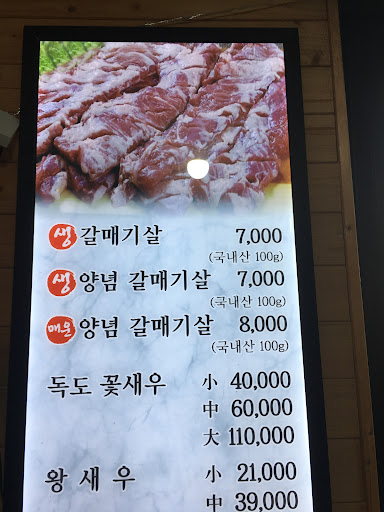 생 갈매기살 7,000
(국내산 100g)
생 양념 갈매기살 7,000
(국내산 100g)
매운 양념 갈매기살 8,000
(국내산 100g)
독도 꽃새우 小 40,000
中 60,000
大 110,000
왕새우 小 21,000
中 39,000